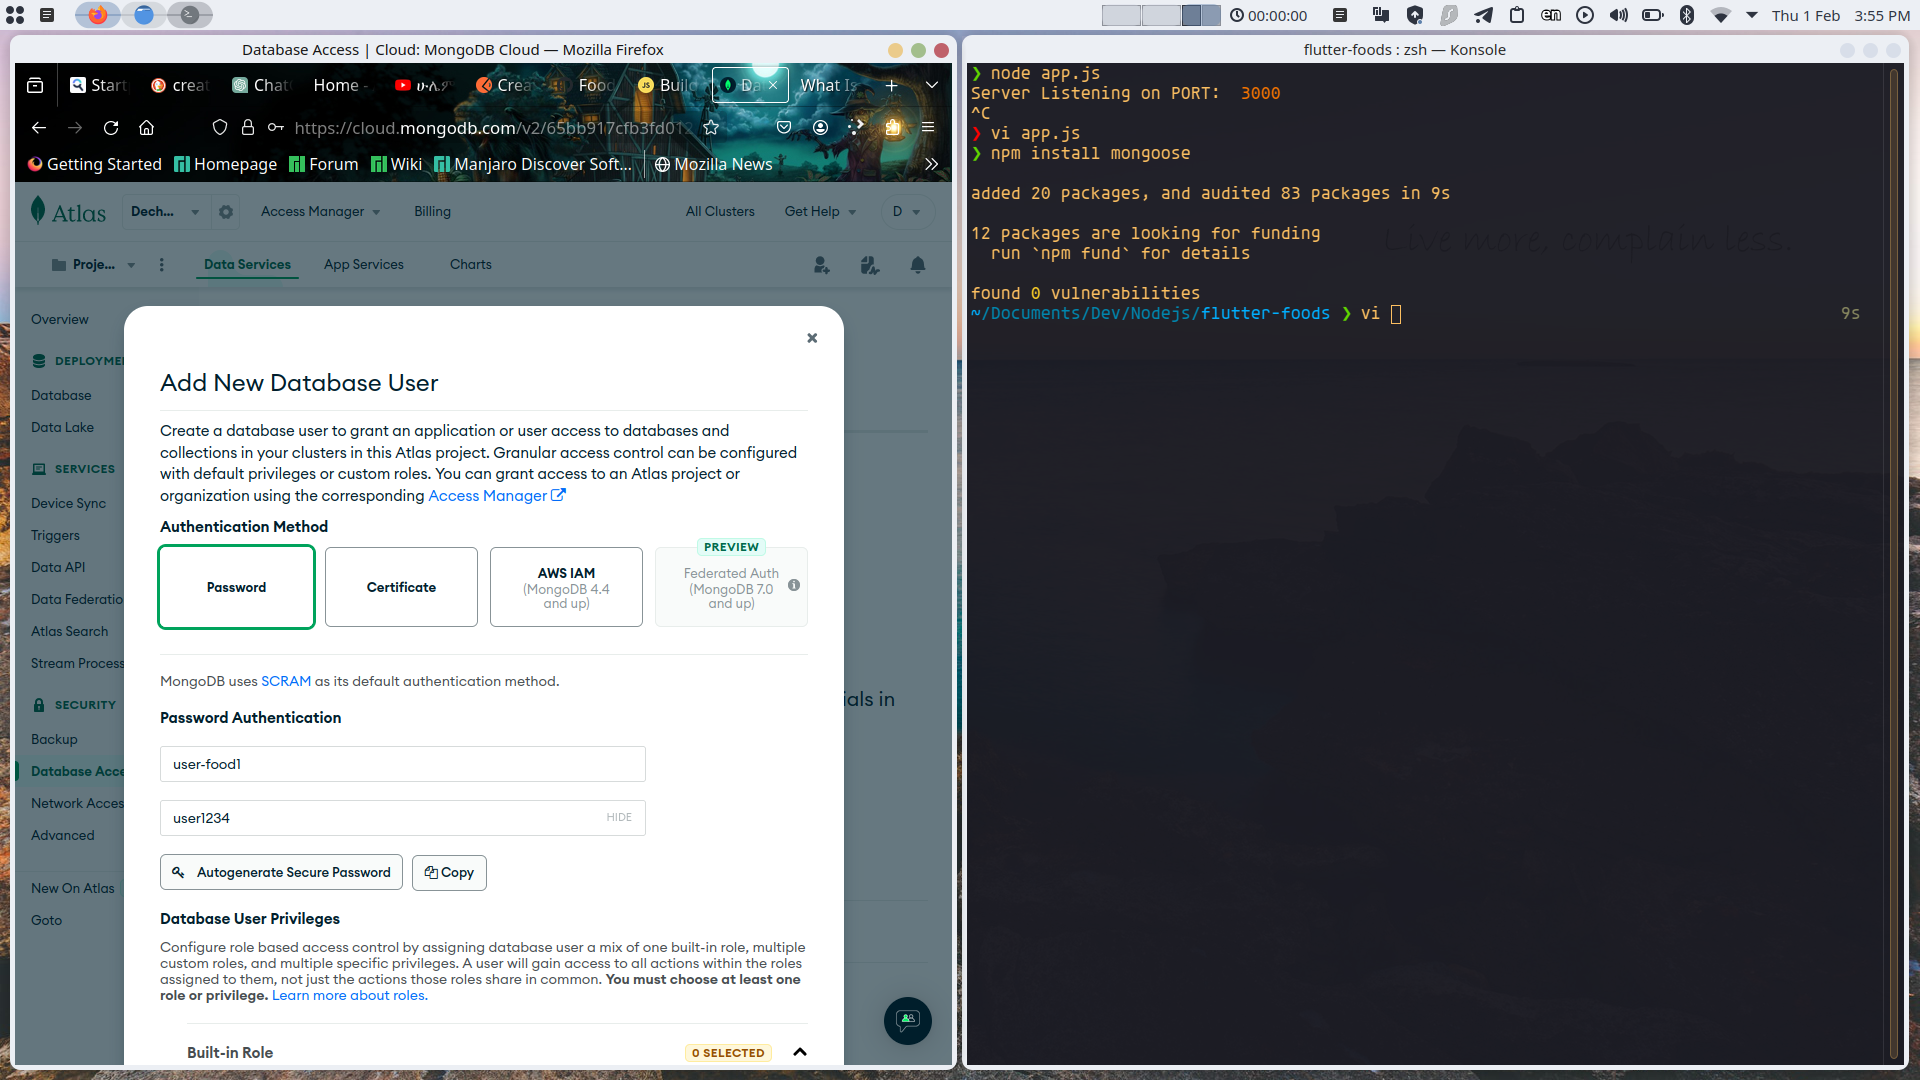 00:00:00
en
Thu 1 Feb 3:55 PM
Database Access | Cloud: MongoDB Cloud — Mozilla Firefox
Start
creat
Chat
Home -
Crea
Food
Build
Da
What Is
https://cloud.mongodb.com/v2/65bb917cfb3fd012
Getting Started
Homepage
Forum
Wiki
Manjaro Discover Soft...
Mozilla News
Atlas
Dech...
Access Manager
Billing
All Clusters
Get Help
D
Proje...
Data Services
App Services
Charts
Overview
DEPLOYME
Database
Data Lake
SERVICES
Device Sync
Triggers
Data API
Data Federatio
Atlas Search
Stream Process
SECURITY
Backup
Database Acce
Network Acces
Advanced
New On Atlas
Goto
ials in
Add New Database User
Create a database user to grant an application or user access to databases and
collections in your clusters in this Atlas project. Granular access control can be configured
with default privileges or custom roles. You can grant access to an Atlas project or
organization using the corresponding Access Manager
Authentication Method
Password
Certificate
AWS IAM
(MongoDB 4.4
and up)
PREVIEW
Federated Auth
(MongoDB 7.0
and up)
MongoDB uses SCRAM as its default authentication method.
Password Authentication
user-food1
user1234
HIDE
Autogenerate Secure Password
Copy
Database User Privileges
Configure role based access control by assigning database user a mix of one built-in role, multiple
custom roles, and multiple specific privileges. A user will gain access to all actions within the roles
assigned to them, not just the actions those roles share in common. You must choose at least one
role or privilege. Learn more about roles.
Built-in Role
0 SELECTED
flutter-foods : zsh — Konsole
❯ node app.js
Server Listening on PORT: 3000
^C
❯ vi app.js
❯ npm install mongoose
added 20 packages, and audited 83 packages in 9s
12 packages are looking for funding
run `npm fund` for details
found 0 vulnerabilities
~/Documents/Dev/Nodejs/flutter-foods ❯ vi
9s
Live more, complain less.